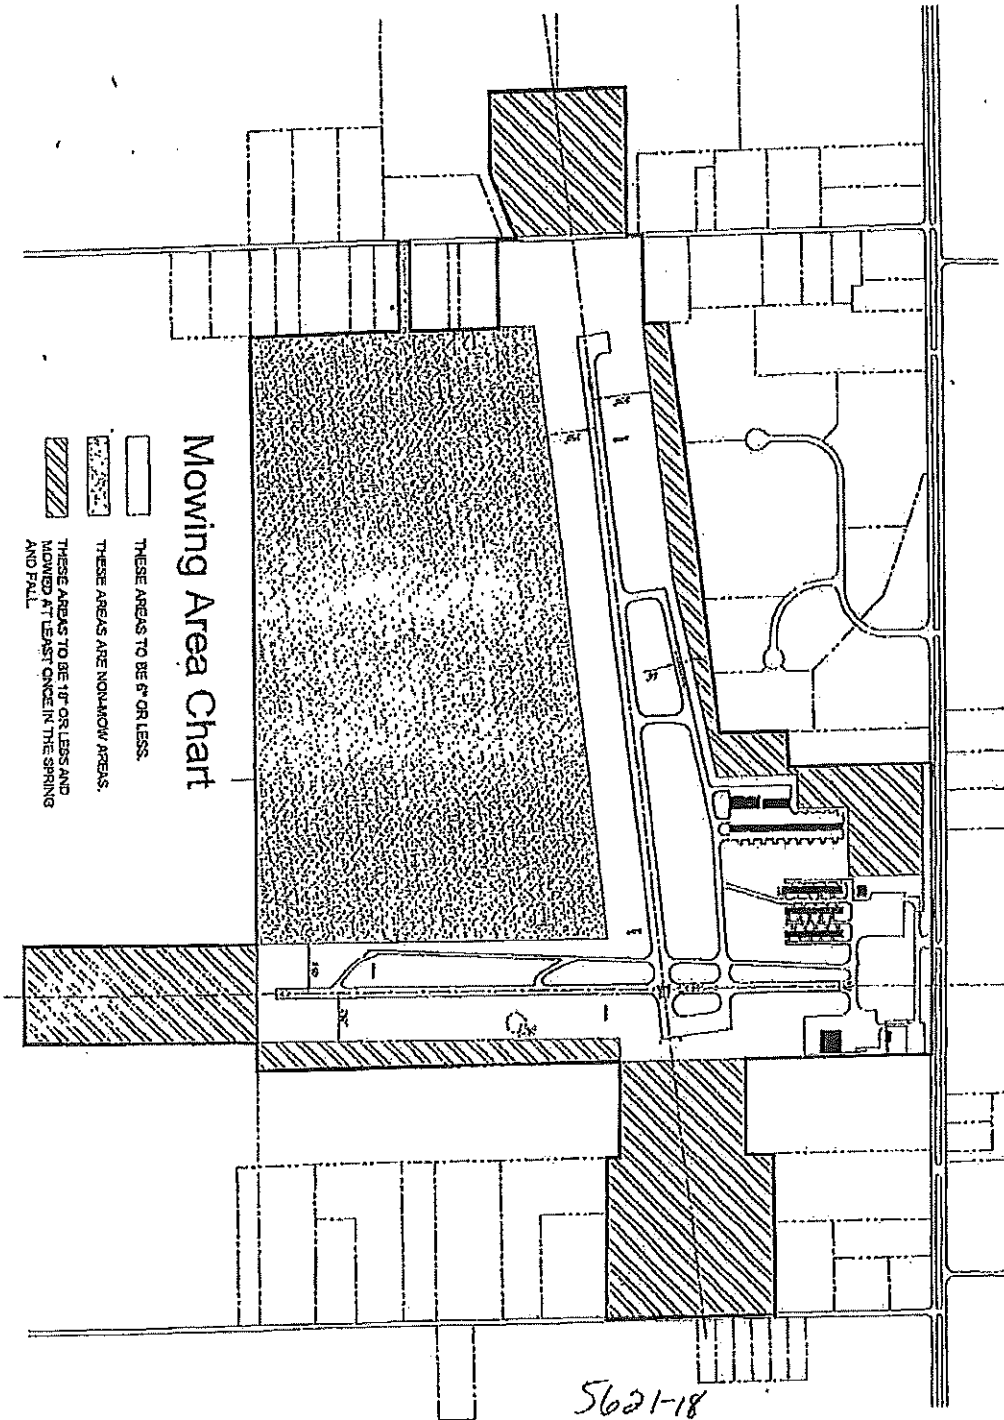 Mowing Area Chart
THESE AREAS TO BE 6" OR LESS.
THESE AREAS ARE NON-MOW AREAS.
THESE AREAS TO BE 10" OR LESS AND
MOWED AT LEAST ONCE IN THE SPRING
AND FALL.
5621-18